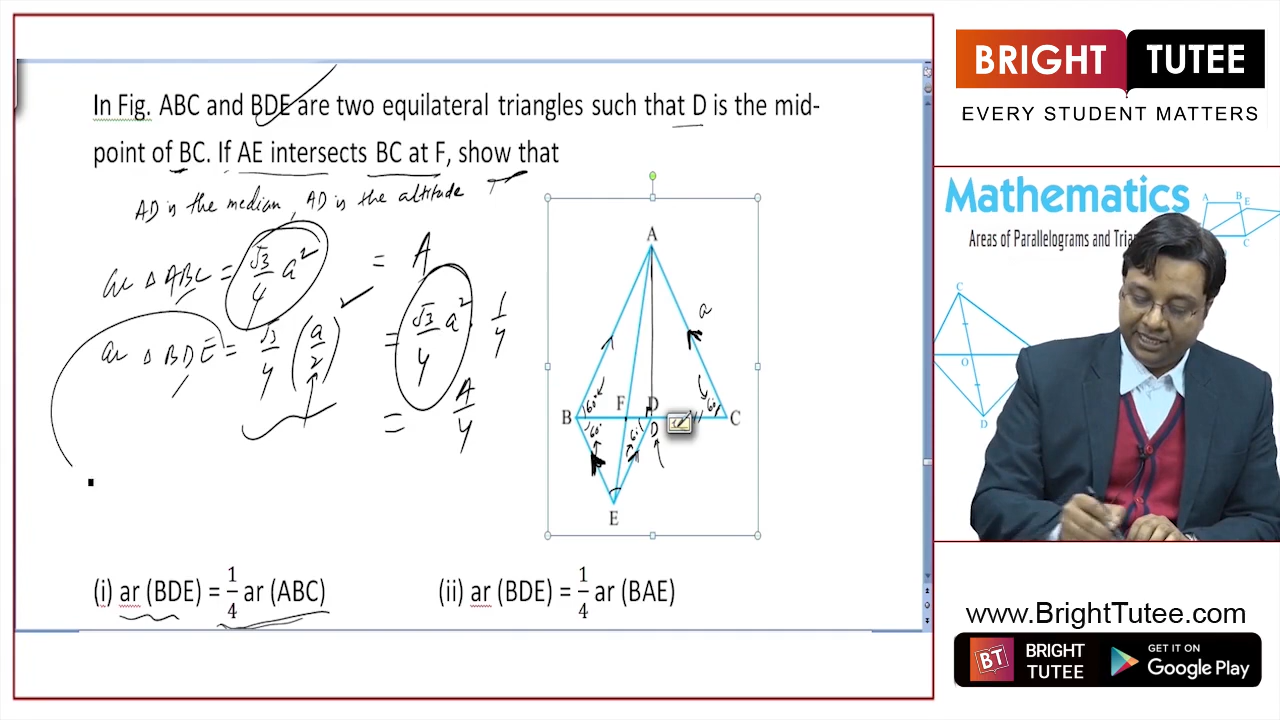 In Fig. ABC and BDE are two equilateral triangles such that D is the mid-
point of BC. If AE intersects BC at F, show that
AD is the median, AD is the altitude
ar △ ABC = √3/4 a² = A
ar △ BDE = √3/4 (a/2) = √3/4 a² · 1/4
= A/4
A
a
B
F
D
C
60°
60°
60°
60°
D
E
(i) ar (BDE) = 1/4 ar (ABC)
(ii) ar (BDE) = 1/4 ar (BAE)
BRIGHT TUTEE
EVERY STUDENT MATTERS
Mathematics
Areas of Parallelograms and
A
B
E
C
C
O
D
www.BrightTutee.com
BT
BRIGHT
TUTEE
GET IT ON
Google Play